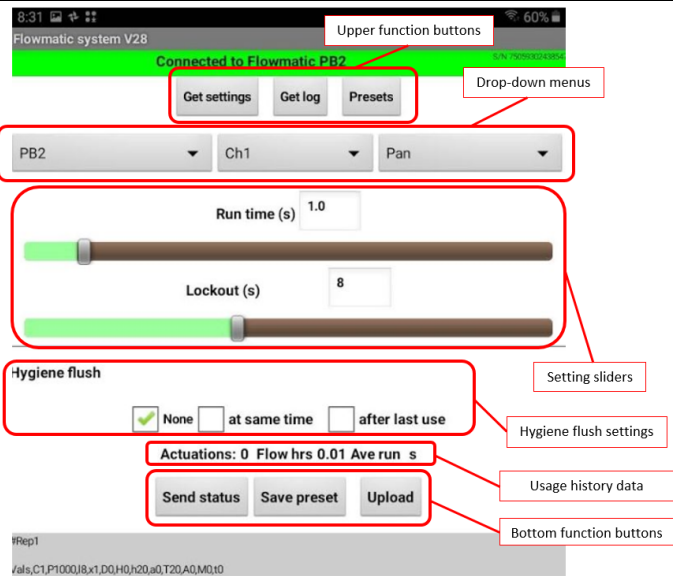 8:31 60%
Upper function buttons
Flowmatic system V28
Connected to Flowmatic PB2
Drop-down menus
Get settings Get log Presets
PB2 Ch1 Pan
Run time (s) 1.0
Lockout (s) 8
Setting sliders
Hygiene flush
None at same time after last use
Hygiene flush settings
Actuations: 0 Flow hrs 0.01 Ave run s
Usage history data
Send status Save preset Upload
Bottom function buttons
#Rep1
Vals,C1,P1000,I8,x1,D0,H0,h20,a0,T20,A0,M0,t0